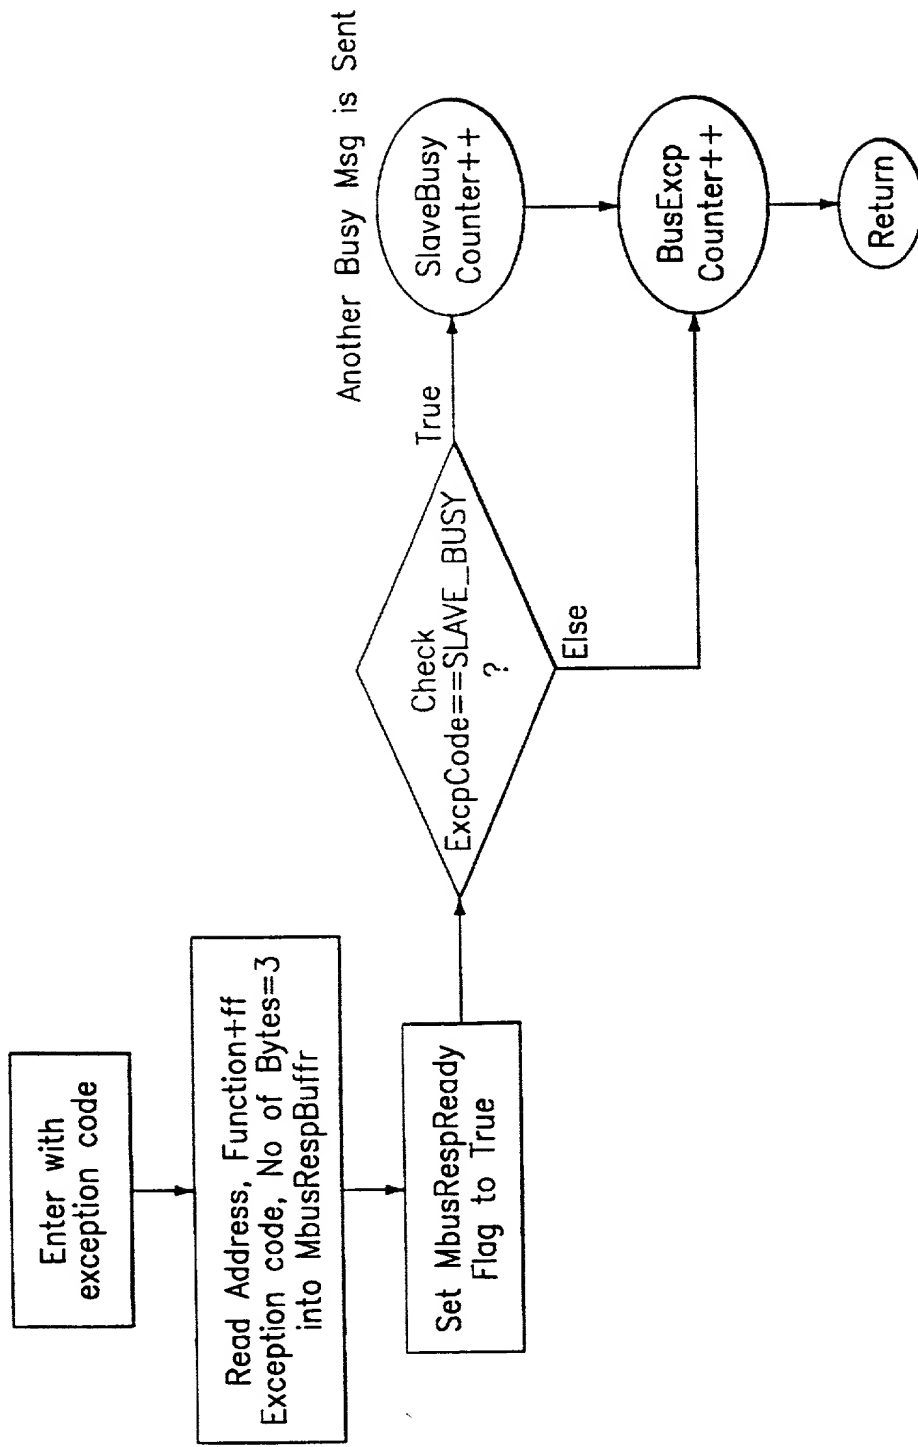 Enter with
exception code
Read Address, Function+ff
Exception code, No of Bytes=3
into MbusRespBuffr
Set MbusRespReady
Flag to True
Check
ExcpCode==SLAVE_BUSY
?
True
Else
Another Busy Msg is Sent
SlaveBusy
Counter++
BusExcp
Counter++
Return